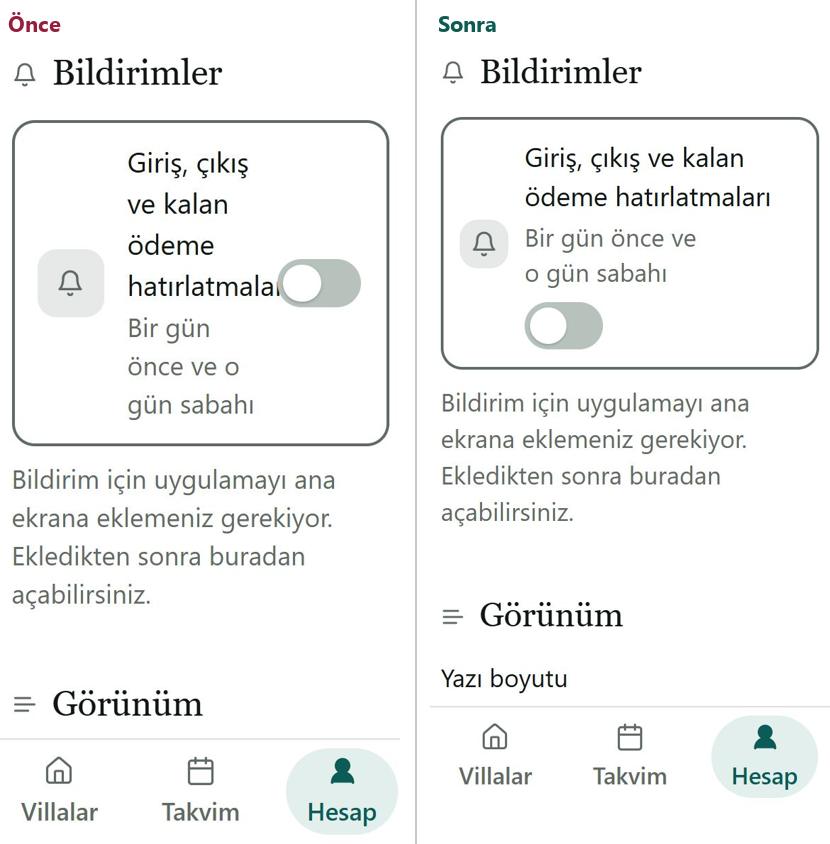 Önce
Bildirimler
Giriş, çıkış
ve kalan
ödeme
hatırlatmaları
Bir gün
önce ve o
gün sabahı
Bildirim için uygulamayı ana
ekrana eklemeniz gerekiyor.
Ekledikten sonra buradan
açabilirsiniz.
Görünüm
Villalar
Takvim
Hesap
Sonra
Bildirimler
Giriş, çıkış ve kalan
ödeme hatırlatmaları
Bir gün önce ve
o gün sabahı
Bildirim için uygulamayı ana
ekrana eklemeniz gerekiyor.
Ekledikten sonra buradan
açabilirsiniz.
Görünüm
Yazı boyutu
Villalar
Takvim
Hesap